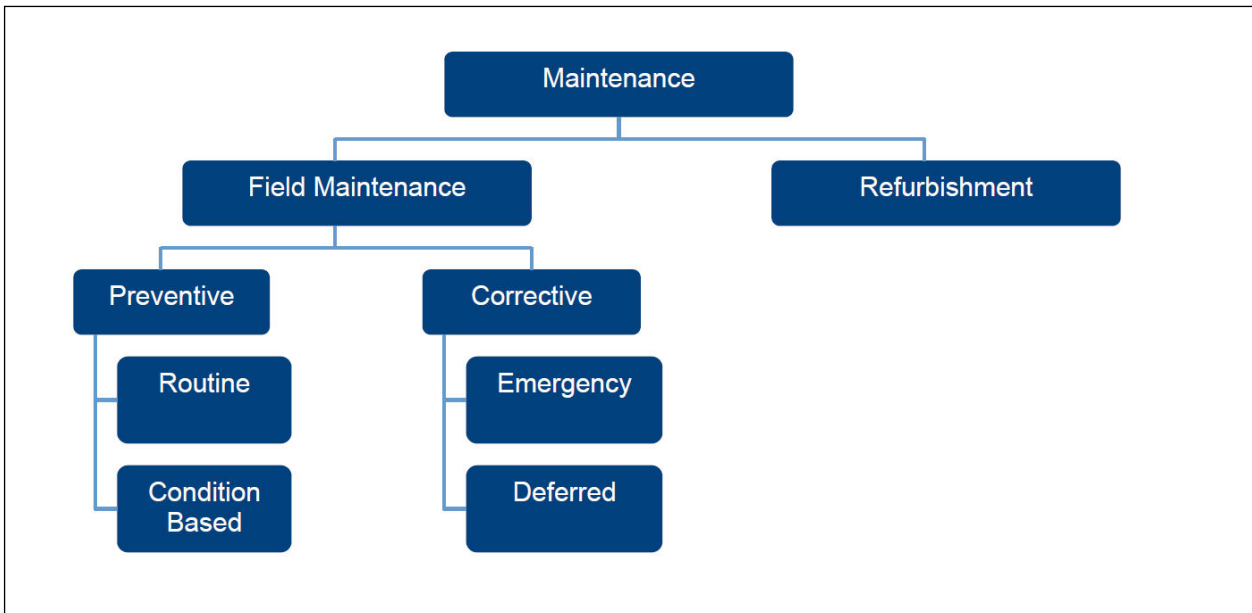 Maintenance
Field Maintenance
Refurbishment
Preventive
Corrective
Routine
Emergency
Condition
Based
Deferred